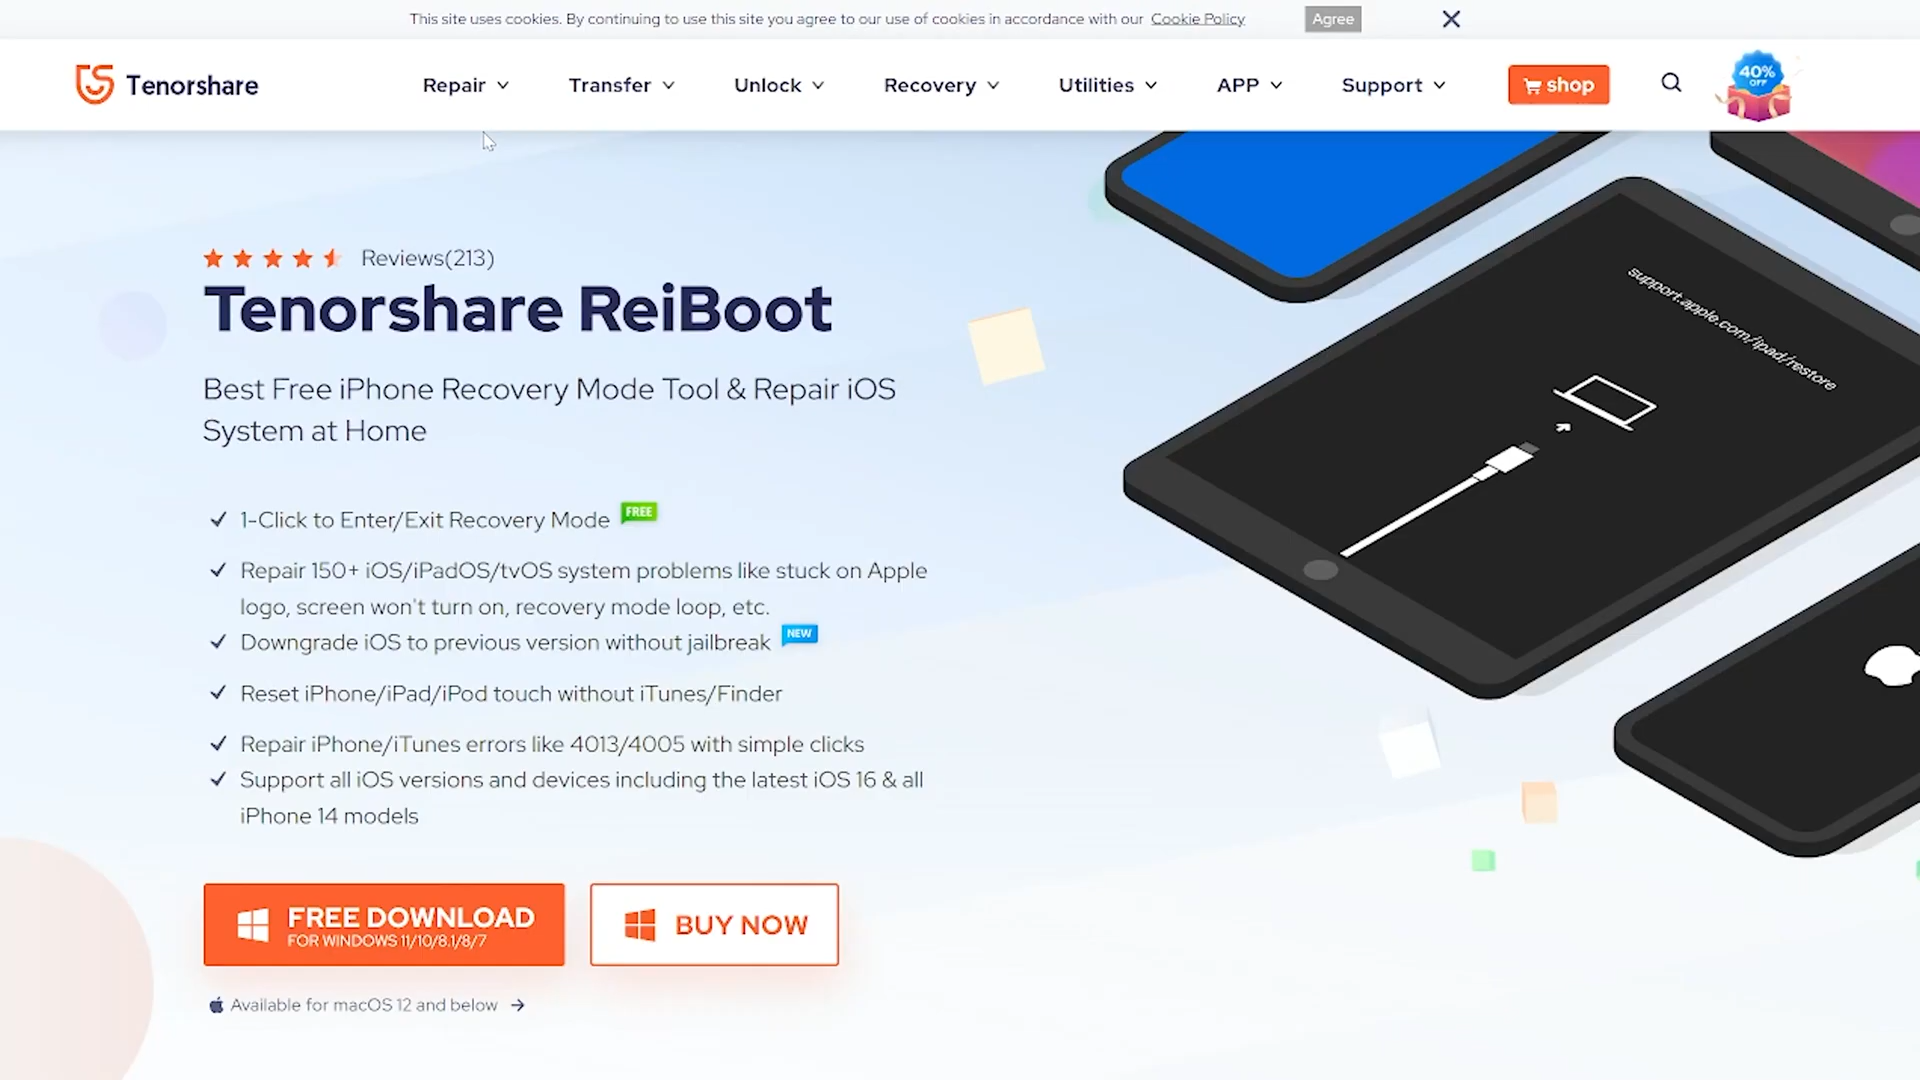 This site uses cookies. By continuing to use this site you agree to our use of cookies in accordance with our Cookie Policy Agree
Tenorshare Repair Transfer Unlock Recovery Utilities APP Support shop 40% OFF
Reviews(213)
Tenorshare ReiBoot
Best Free iPhone Recovery Mode Tool & Repair iOS
System at Home
1-Click to Enter/Exit Recovery Mode FREE
Repair 150+ iOS/iPadOS/tvOS system problems like stuck on Apple
logo, screen won't turn on, recovery mode loop, etc.
Downgrade iOS to previous version without jailbreak NEW
Reset iPhone/iPad/iPod touch without iTunes/Finder
Repair iPhone/iTunes errors like 4013/4005 with simple clicks
Support all iOS versions and devices including the latest iOS 16 & all
iPhone 14 models
FREE DOWNLOAD
FOR WINDOWS 11/10/8.1/8/7
BUY NOW
Available for macOS 12 and below
support.apple.com/ipad/restore